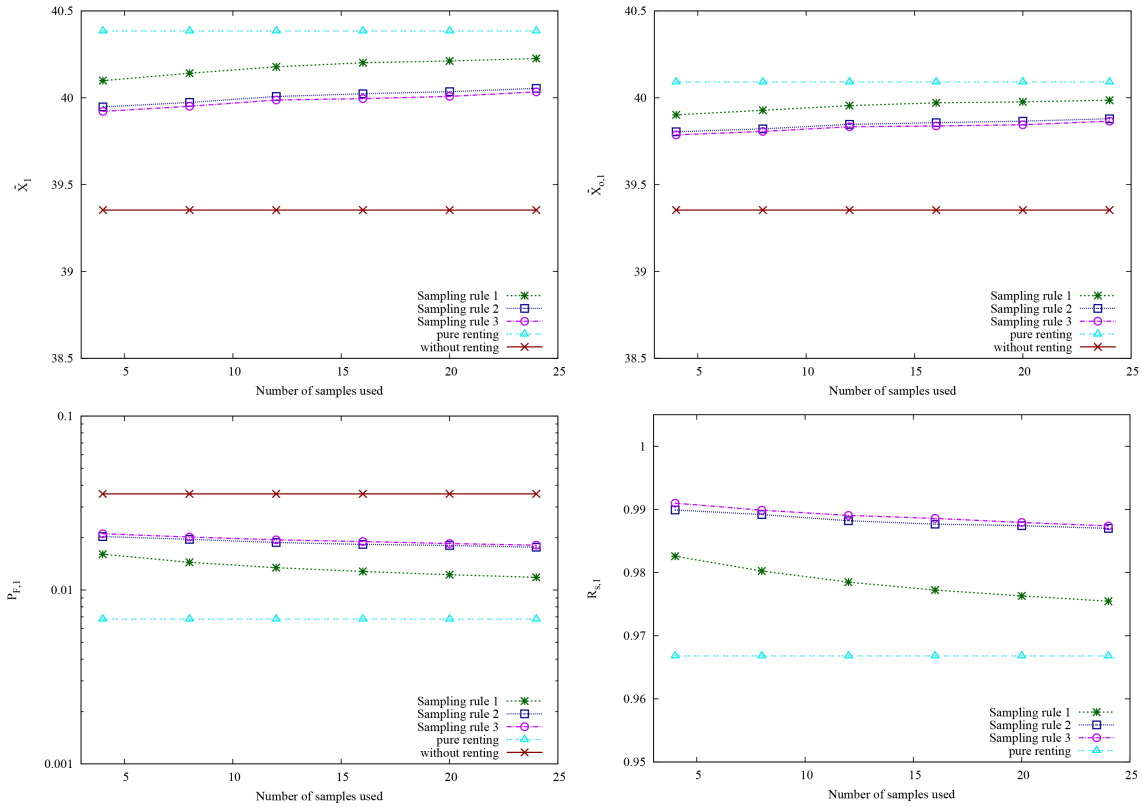 40.5
40
39.5
39
38.5
X̄1
5
10
15
20
25
Number of samples used
Sampling rule 1
Sampling rule 2
Sampling rule 3
pure renting
without renting
40.5
40
39.5
39
38.5
X̄o,1
5
10
15
20
25
Number of samples used
Sampling rule 1
Sampling rule 2
Sampling rule 3
pure renting
without renting
0.1
0.01
0.001
PF,1
5
10
15
20
25
Number of samples used
Sampling rule 1
Sampling rule 2
Sampling rule 3
pure renting
without renting
1
0.99
0.98
0.97
0.96
0.95
Rs,1
5
10
15
20
25
Number of samples used
Sampling rule 1
Sampling rule 2
Sampling rule 3
pure renting